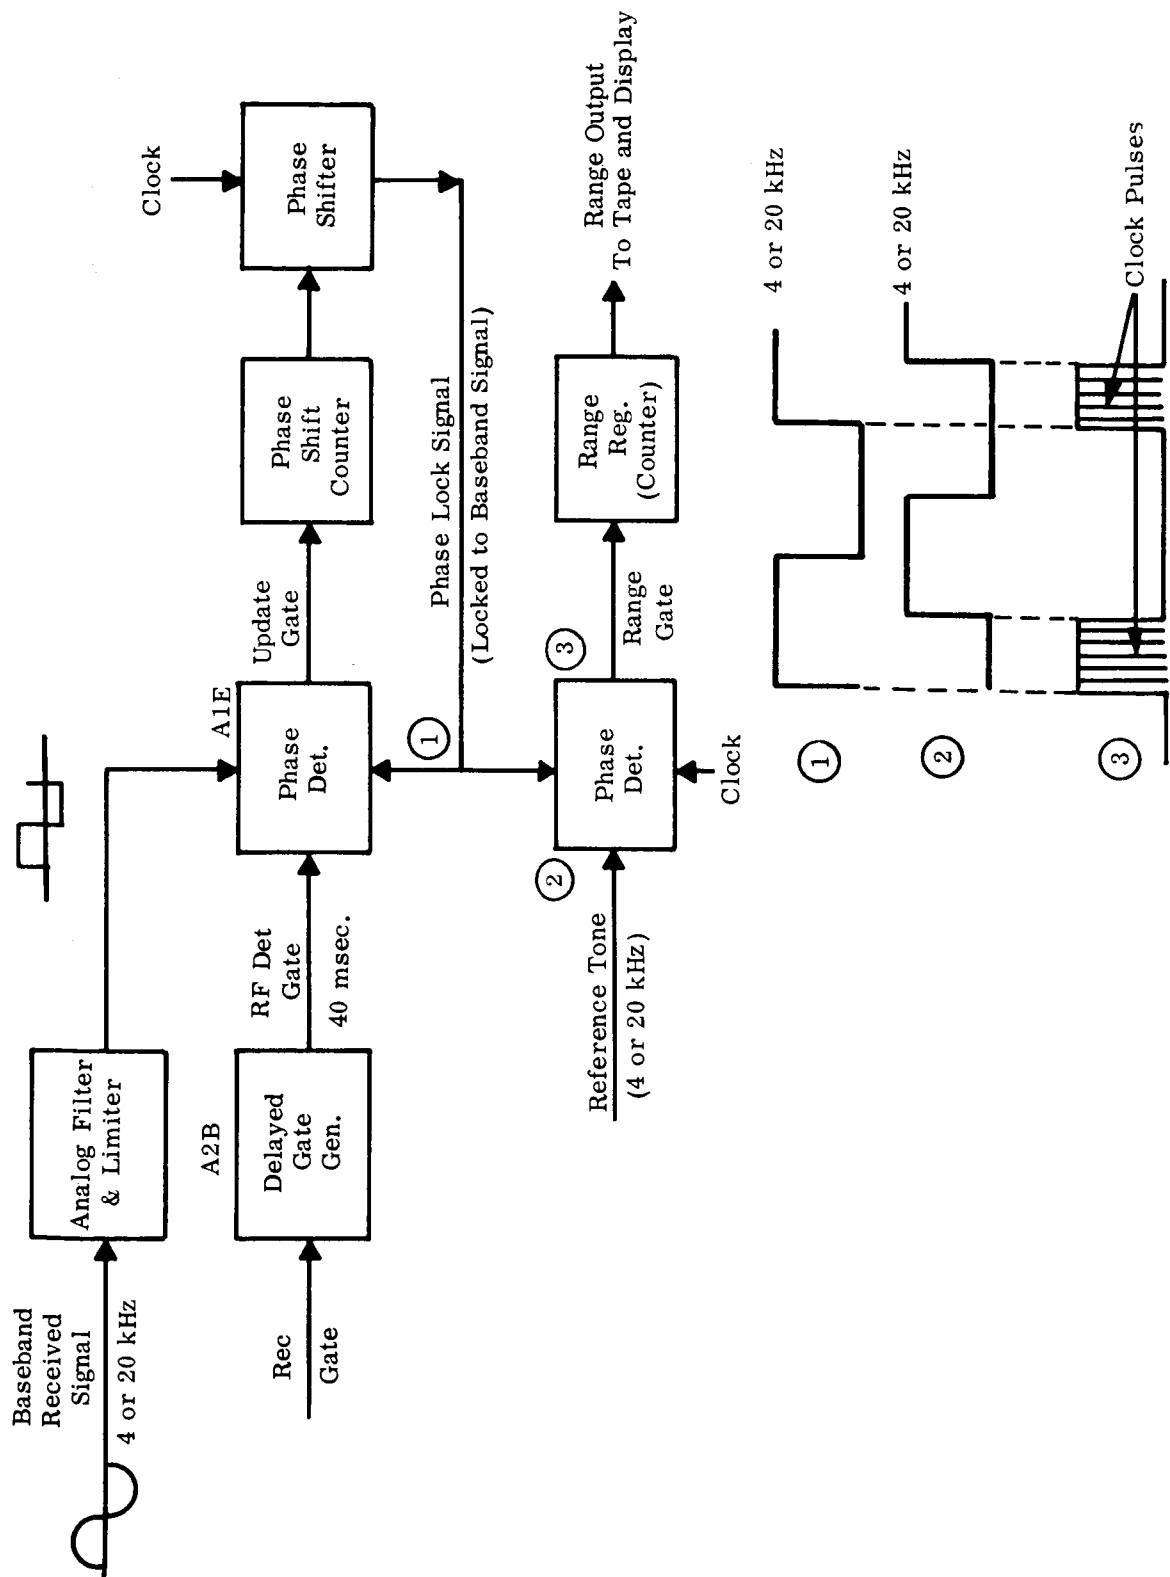 Baseband
Received
Signal
4 or 20 kHz
Analog Filter
& Limiter
Rec
Gate
A2B
Delayed
Gate
Gen.
RF Det
Gate
40 msec.
A1E
Phase
Det.
Update
Gate
Phase
Shift
Counter
Clock
Phase
Shifter
Phase Lock Signal
(Locked to Baseband Signal)
1
Reference Tone
(4 or 20 kHz)
2
Phase
Det.
3
Clock
Range
Gate
Range
Reg.
(Counter)
Range Output
To Tape and Display
1
4 or 20 kHz
2
4 or 20 kHz
3
Clock Pulses